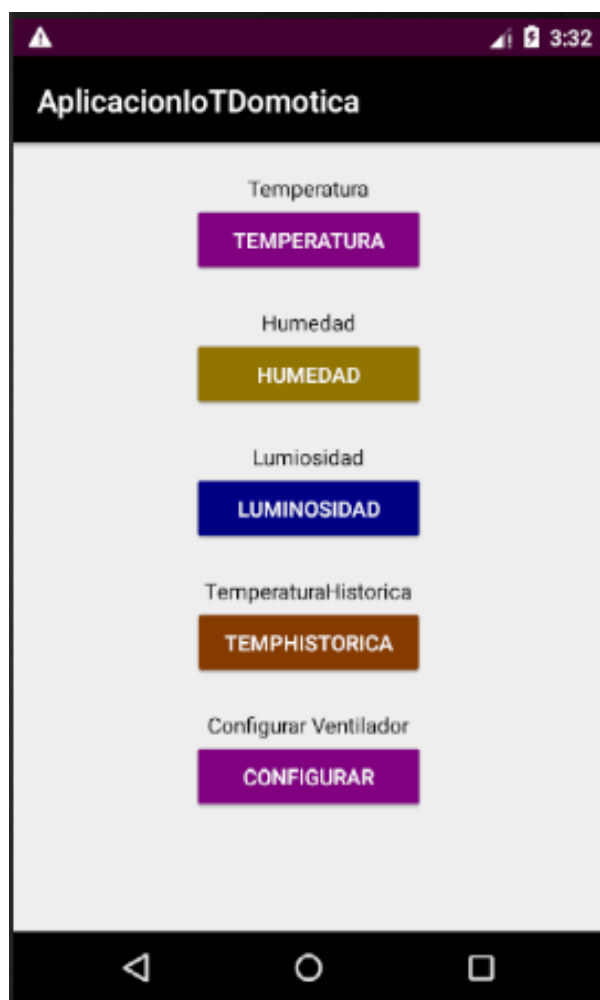 3:32
AplicacionIoTDomotica
Temperatura
TEMPERATURA
Humedad
HUMEDAD
Lumiosidad
LUMINOSIDAD
TemperaturaHistorica
TEMPHISTORICA
Configurar Ventilador
CONFIGURAR